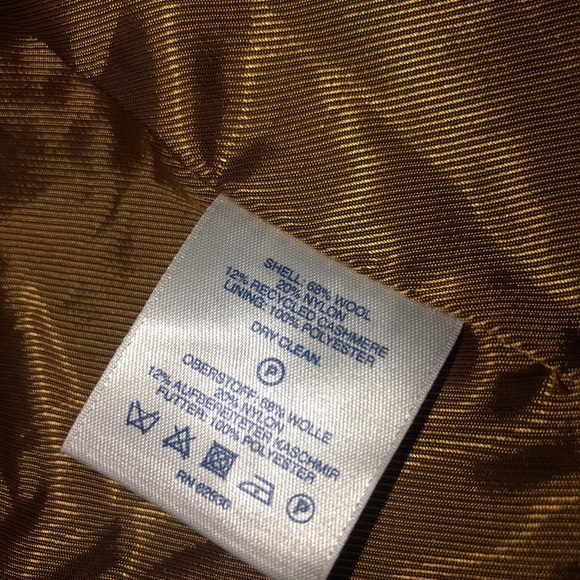 SHELL: 68% WOOL
20% NYLON
12% RECYCLED CASHMERE
LINING: 100% POLYESTER
DRY CLEAN.
P
OBERSTOFF: 68% WOLLE
20% NYLON
12% AUFBEREITETER KASCHMIR
FUTTER: 100% POLYESTER
P
RN